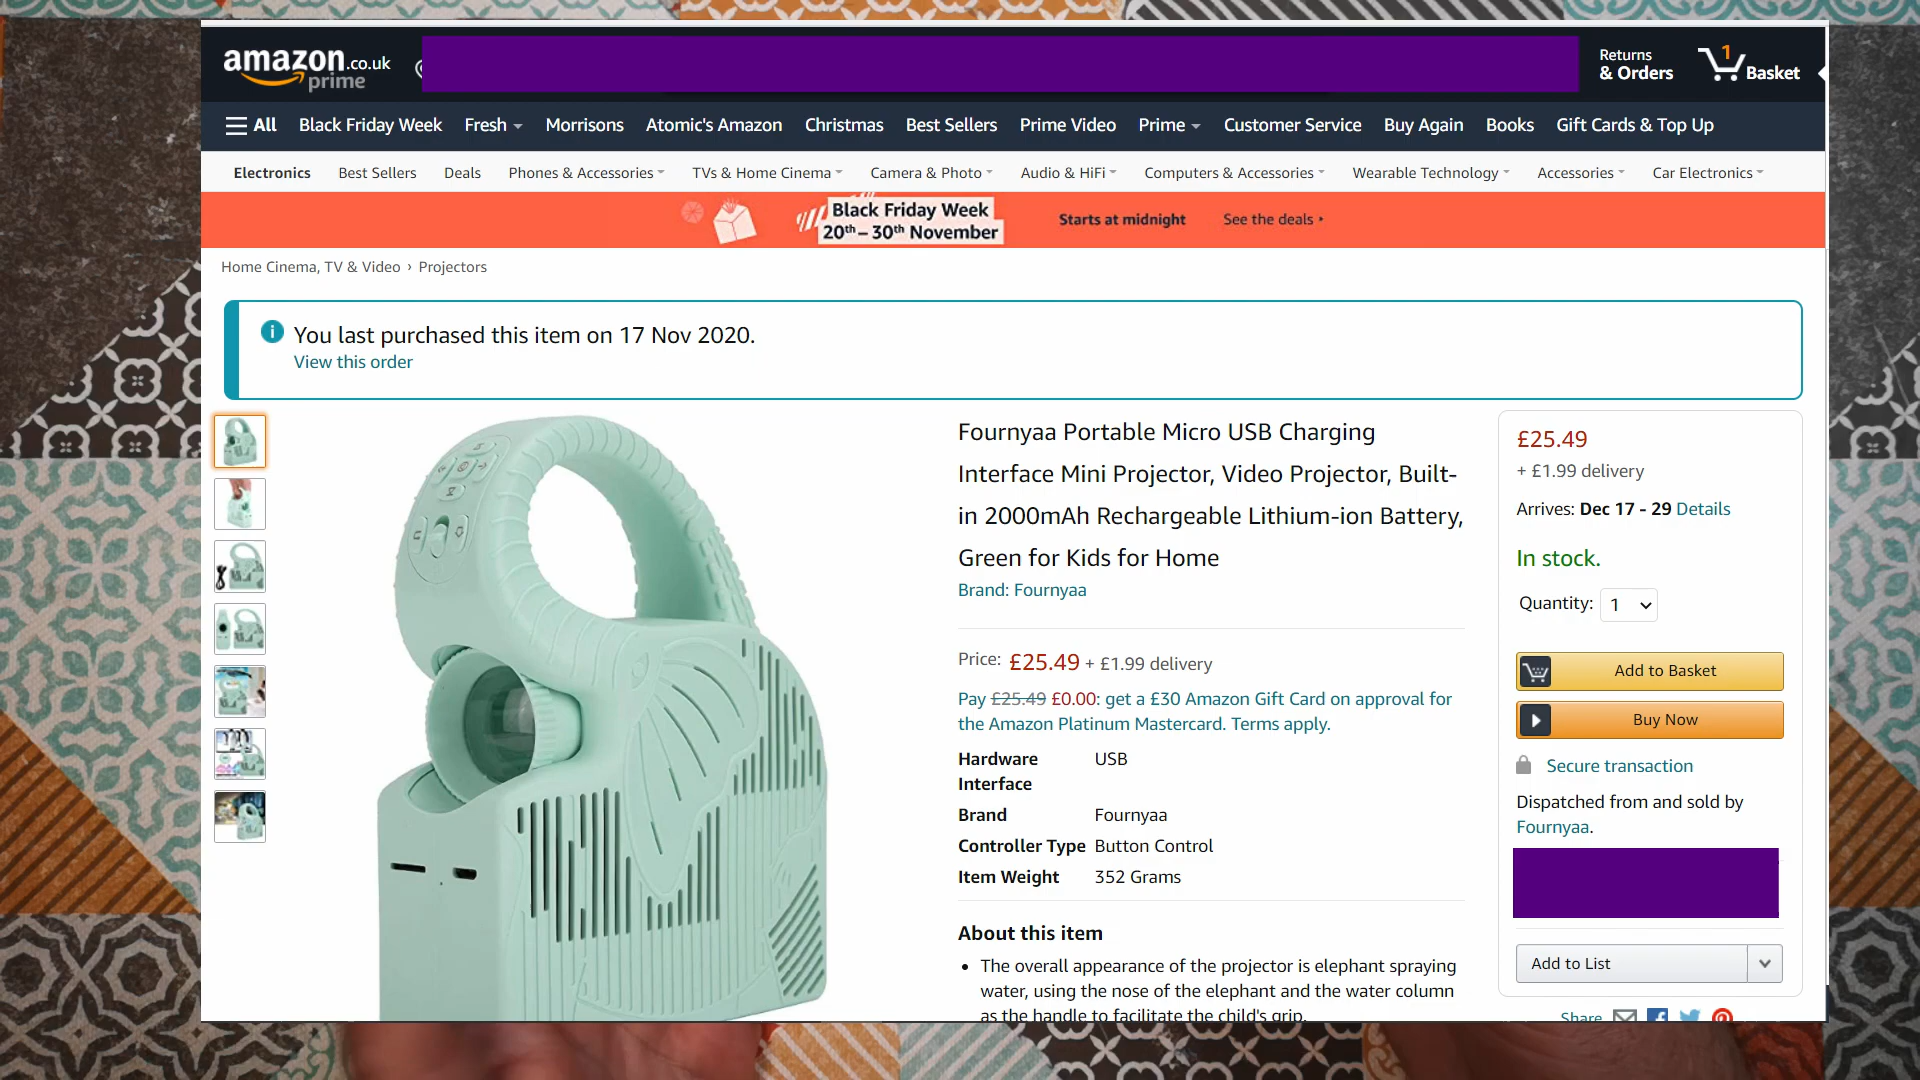 amazon.co.uk
prime
Returns
& Orders
1
Basket
All
Black Friday Week
Fresh
Morrisons
Atomic's Amazon
Christmas
Best Sellers
Prime Video
Prime
Customer Service
Buy Again
Books
Gift Cards & Top Up
Electronics
Best Sellers
Deals
Phones & Accessories
TVs & Home Cinema
Camera & Photo
Audio & HiFi
Computers & Accessories
Wearable Technology
Accessories
Car Electronics
Black Friday Week
20th – 30th November
Starts at midnight
See the deals
Home Cinema, TV & Video › Projectors
You last purchased this item on 17 Nov 2020.
View this order
Fournyaa Portable Micro USB Charging
Interface Mini Projector, Video Projector, Built-
in 2000mAh Rechargeable Lithium-ion Battery,
Green for Kids for Home
Brand: Fournyaa
Price: £25.49 + £1.99 delivery
Pay £25.49 £0.00: get a £30 Amazon Gift Card on approval for
the Amazon Platinum Mastercard. Terms apply.
Hardware Interface USB
Brand Fournyaa
Controller Type Button Control
Item Weight 352 Grams
About this item
• The overall appearance of the projector is elephant spraying
water, using the nose of the elephant and the water column
as the handle to facilitate the child's grip.
£25.49
+ £1.99 delivery
Arrives: Dec 17 - 29 Details
In stock.
Quantity: 1
Add to Basket
Buy Now
Secure transaction
Dispatched from and sold by
Fournyaa.
Add to List
Share